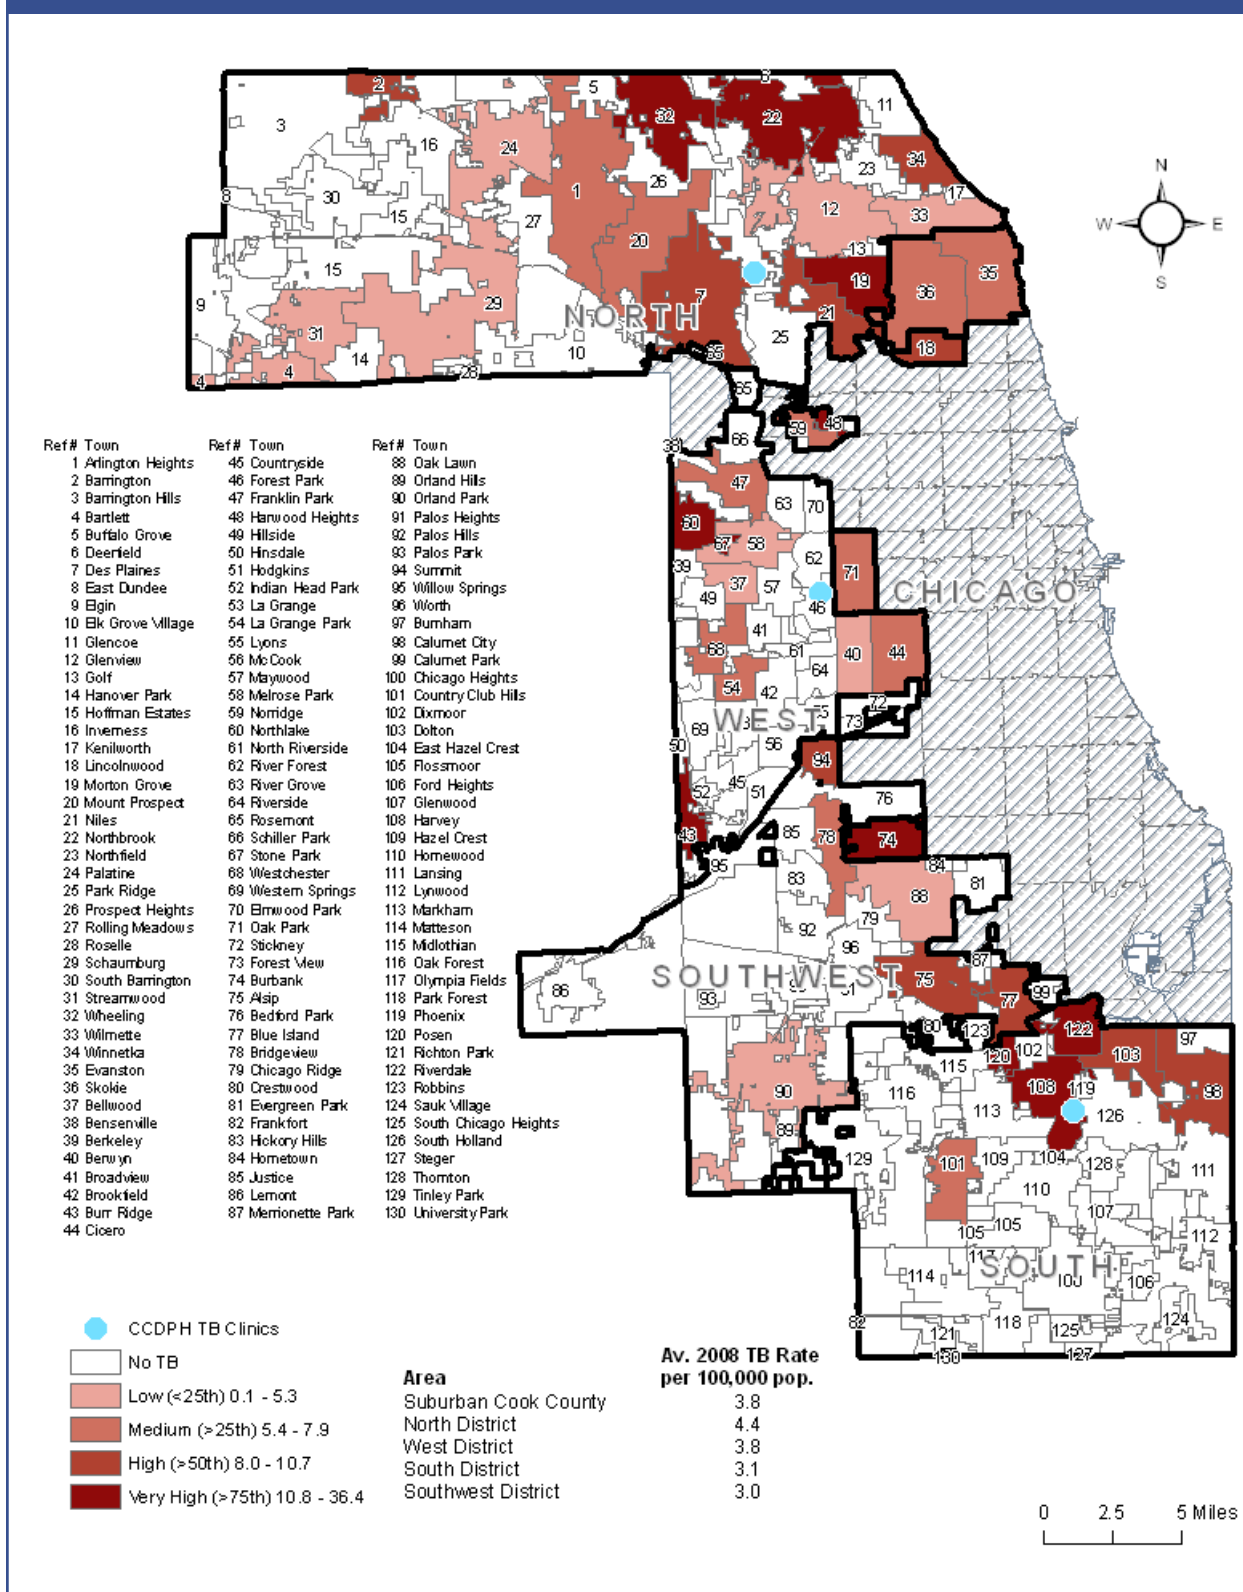 N
W E
S
NORTH
WEST
CHICAGO
SOUTHWEST
SOUTH
Ref# Town
1 Arlington Heights
2 Barrington
3 Barrington Hills
4 Bartlett
5 Buffalo Grove
6 Deerfield
7 Des Plaines
8 East Dundee
9 Elgin
10 Elk Grove Village
11 Glencoe
12 Glenview
13 Golf
14 Hanover Park
15 Hoffman Estates
16 Inverness
17 Kenilworth
18 Lincolnwood
19 Morton Grove
20 Mount Prospect
21 Niles
22 Northbrook
23 Northfield
24 Palatine
25 Park Ridge
26 Prospect Heights
27 Rolling Meadows
28 Roselle
29 Schaumburg
30 South Barrington
31 Streamwood
32 Wheeling
33 Wilmette
34 Winnetka
35 Evanston
36 Skokie
37 Bellwood
38 Bensenville
39 Berkeley
40 Berwyn
41 Broadview
42 Brookfield
43 Burr Ridge
44 Cicero
Ref# Town
45 Countryside
46 Forest Park
47 Franklin Park
48 Harwood Heights
49 Hillside
50 Hinsdale
51 Hodgkins
52 Indian Head Park
53 La Grange
54 La Grange Park
55 Lyons
56 McCook
57 Maywood
58 Melrose Park
59 Norridge
60 Northlake
61 North Riverside
62 River Forest
63 River Grove
64 Riverside
65 Rosemont
66 Schiller Park
67 Stone Park
68 Westchester
69 Western Springs
70 Elmwood Park
71 Oak Park
72 Stickney
73 Forest View
74 Burbank
75 Alsip
76 Bedford Park
77 Blue Island
78 Bridgeview
79 Chicago Ridge
80 Crestwood
81 Evergreen Park
82 Frankfort
83 Hickory Hills
84 Hometown
85 Justice
86 Lemont
87 Merrionette Park
Ref# Town
88 Oak Lawn
89 Orland Hills
90 Orland Park
91 Palos Heights
92 Palos Hills
93 Palos Park
94 Summit
95 Willow Springs
96 Worth
97 Burnham
98 Calumet City
99 Calumet Park
100 Chicago Heights
101 Country Club Hills
102 Dixmoor
103 Dolton
104 East Hazel Crest
105 Flossmoor
106 Ford Heights
107 Glenwood
108 Harvey
109 Hazel Crest
110 Homewood
111 Lansing
112 Lynwood
113 Markham
114 Matteson
115 Midlothian
116 Oak Forest
117 Olympia Fields
118 Park Forest
119 Phoenix
120 Posen
121 Richton Park
122 Riverdale
123 Robbins
124 Sauk Village
125 South Chicago Heights
126 South Holland
127 Steger
128 Thornton
129 Tinley Park
130 University Park
CCDPH TB Clinics
No TB
Low (<25th) 0.1 - 5.3
Medium (>25th) 5.4 - 7.9
High (>50th) 8.0 - 10.7
Very High (>75th) 10.8 - 36.4
Area Av. 2008 TB Rate per 100,000 pop.
Suburban Cook County 3.8
North District 4.4
West District 3.8
South District 3.1
Southwest District 3.0
0 2.5 5 Miles